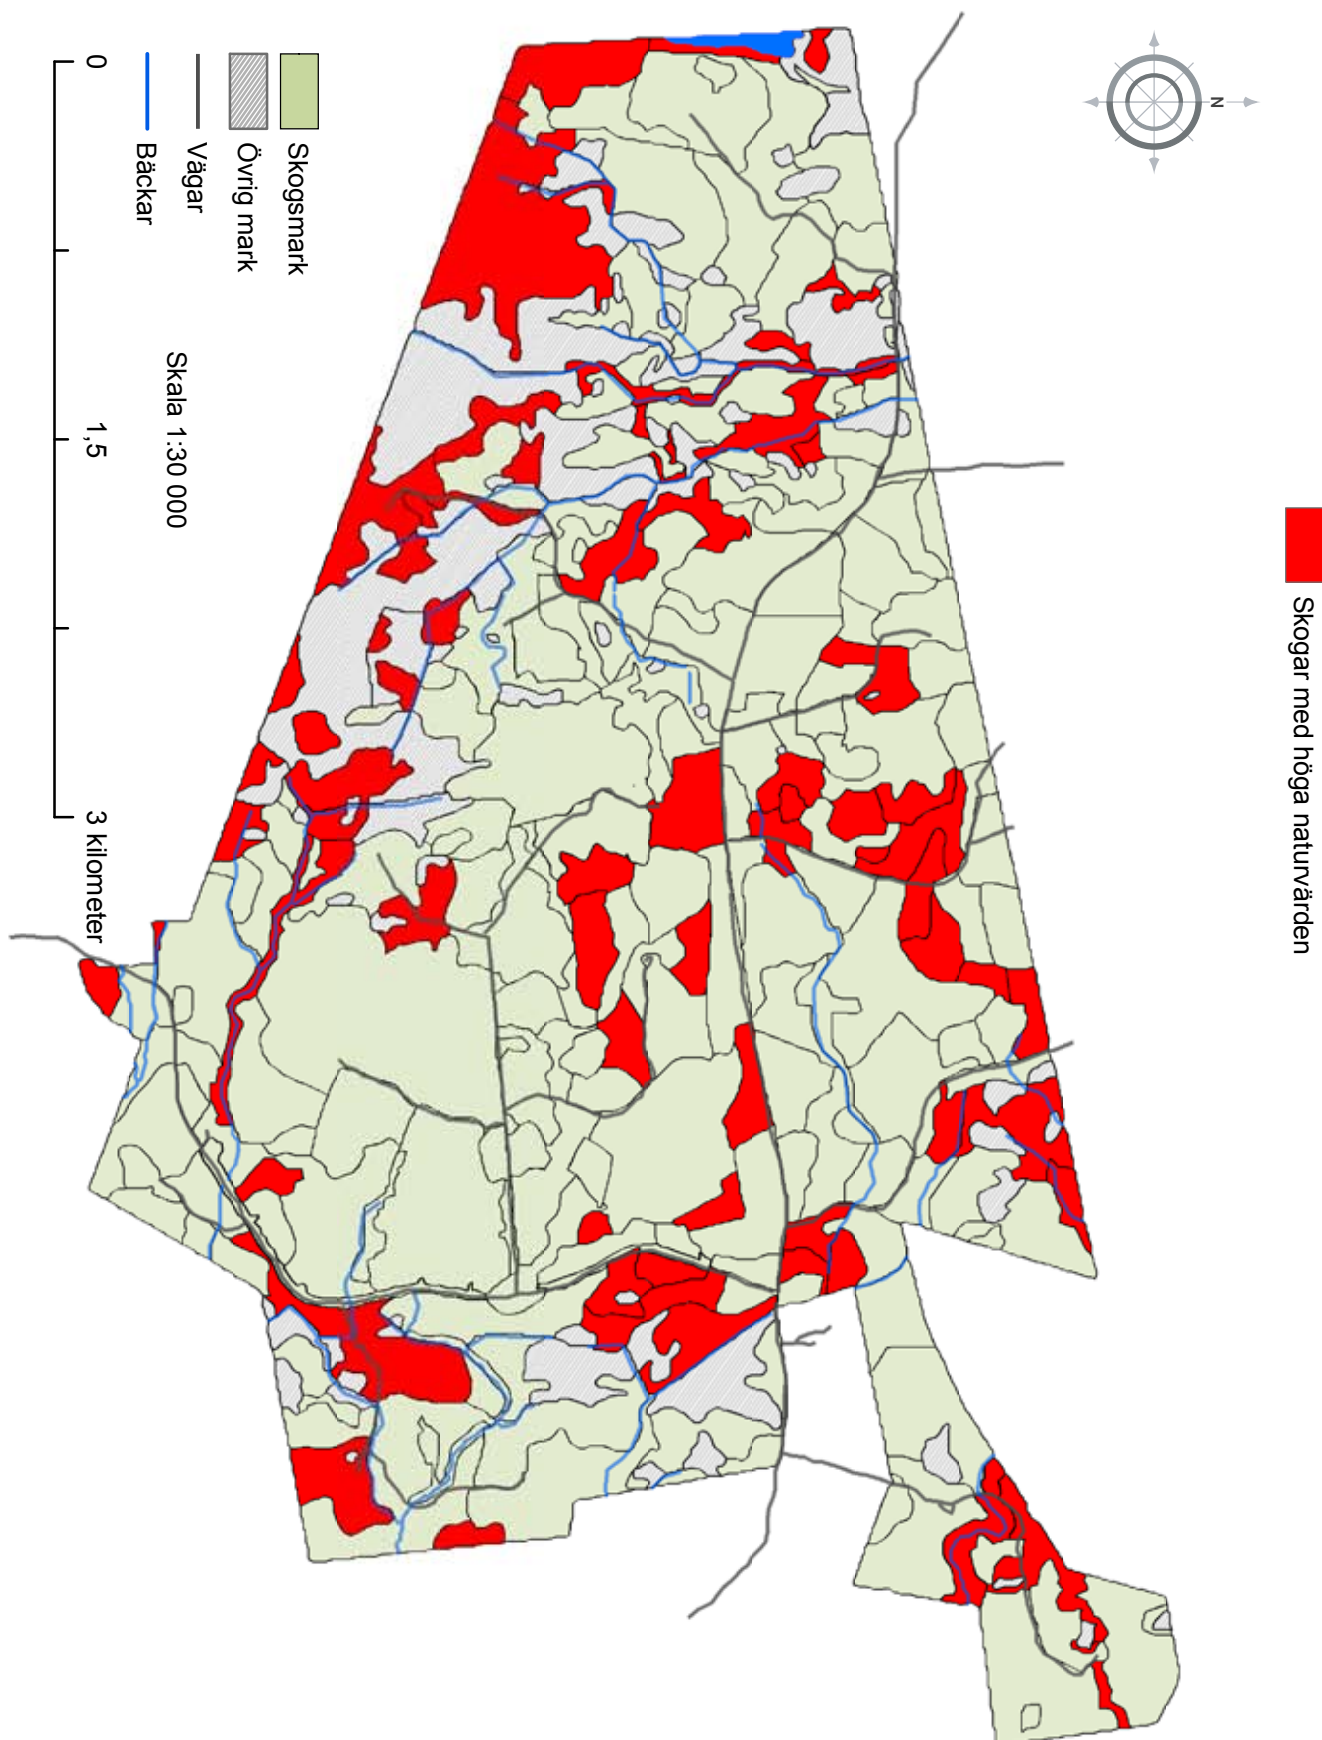 Skogar med höga naturvärden
N
Skogsmark
Övrig mark
Vägar
Bäckar
Skala 1:30 000
0 1,5 3 kilometer